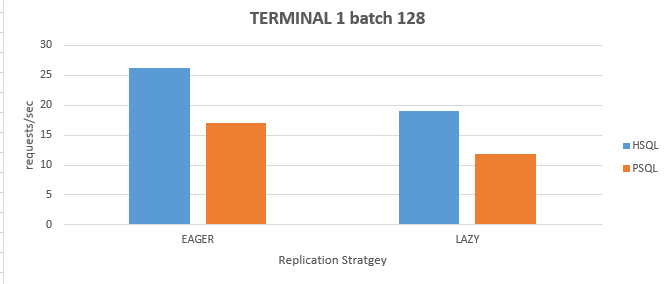 TERMINAL 1 batch 128
30
25
20
15
10
5
0
requests/sec
EAGER
LAZY
Replication Stratgey
HSQL
PSQL